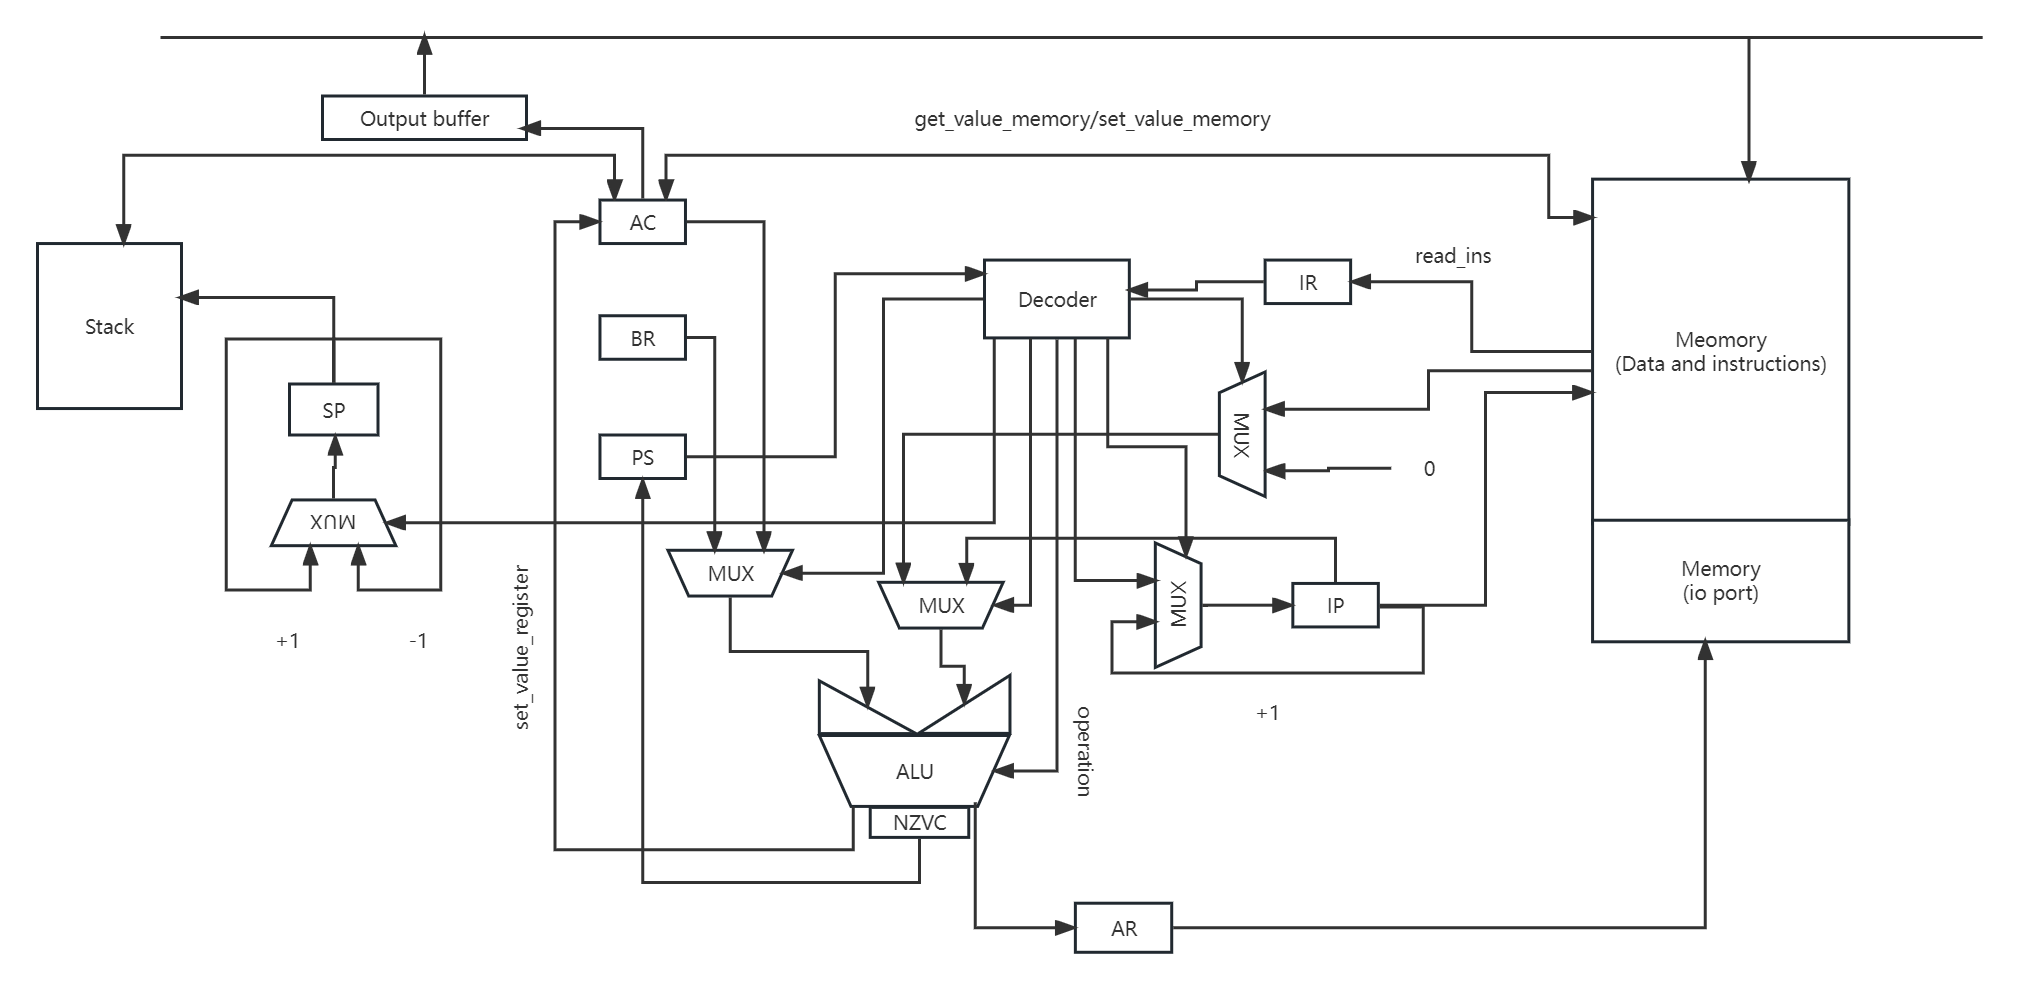 Output buffer
get_value_memory/set_value_memory
AC
read_ins
IR
Decoder
Stack
BR
Meomory
(Data and instructions)
SP
MUX
PS
0
MUX
MUX
MUX
MUX
IP
Memory
(io port)
+1
-1
set_value_register
+1
operation
ALU
NZVC
AR